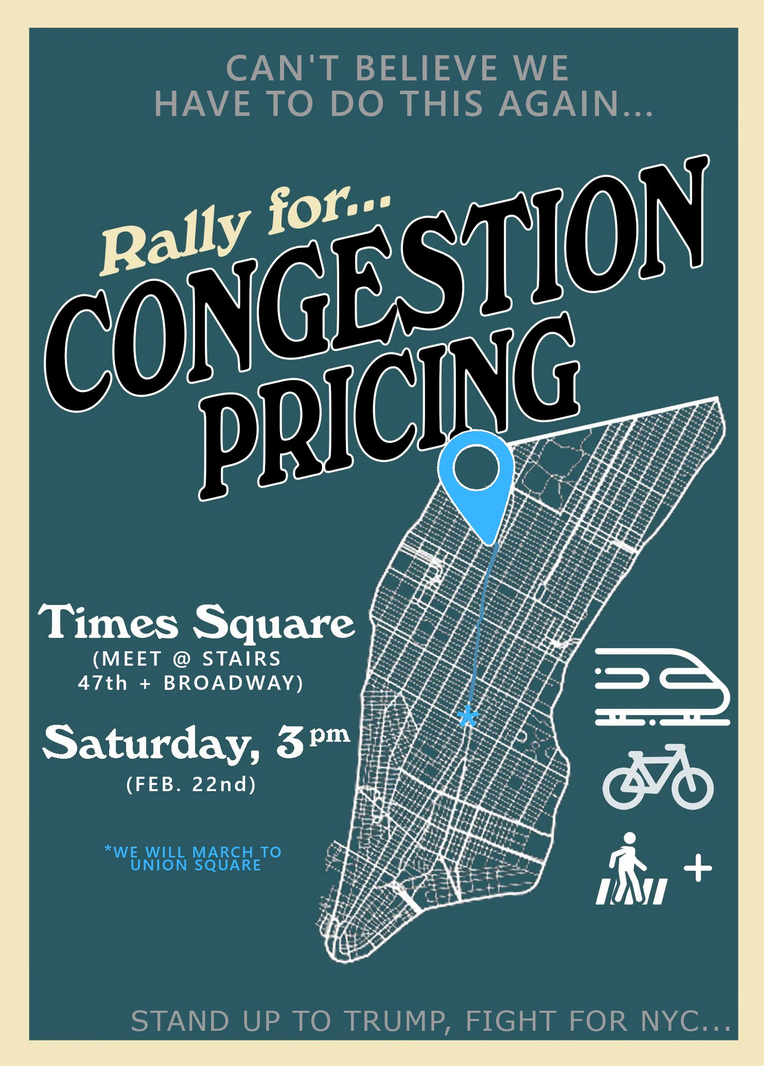 CAN'T BELIEVE WE
HAVE TO DO THIS AGAIN...
Rally for...
CONGESTION
PRICING
Times Square
(MEET @ STAIRS
47th + BROADWAY)
Saturday, 3pm
(FEB. 22nd)
*WE WILL MARCH TO
UNION SQUARE
+
STAND UP TO TRUMP, FIGHT FOR NYC...